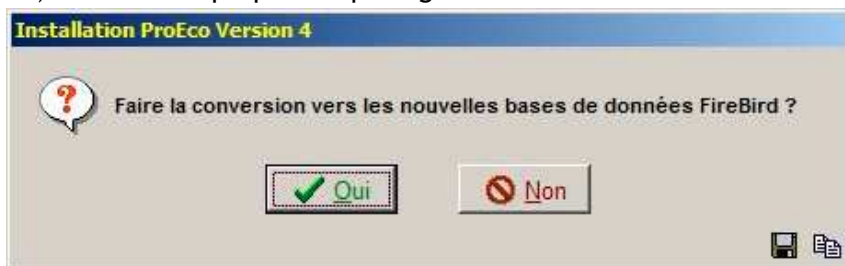 Installation ProEco Version 4
Faire la conversion vers les nouvelles bases de données FireBird ?
Oui
Non